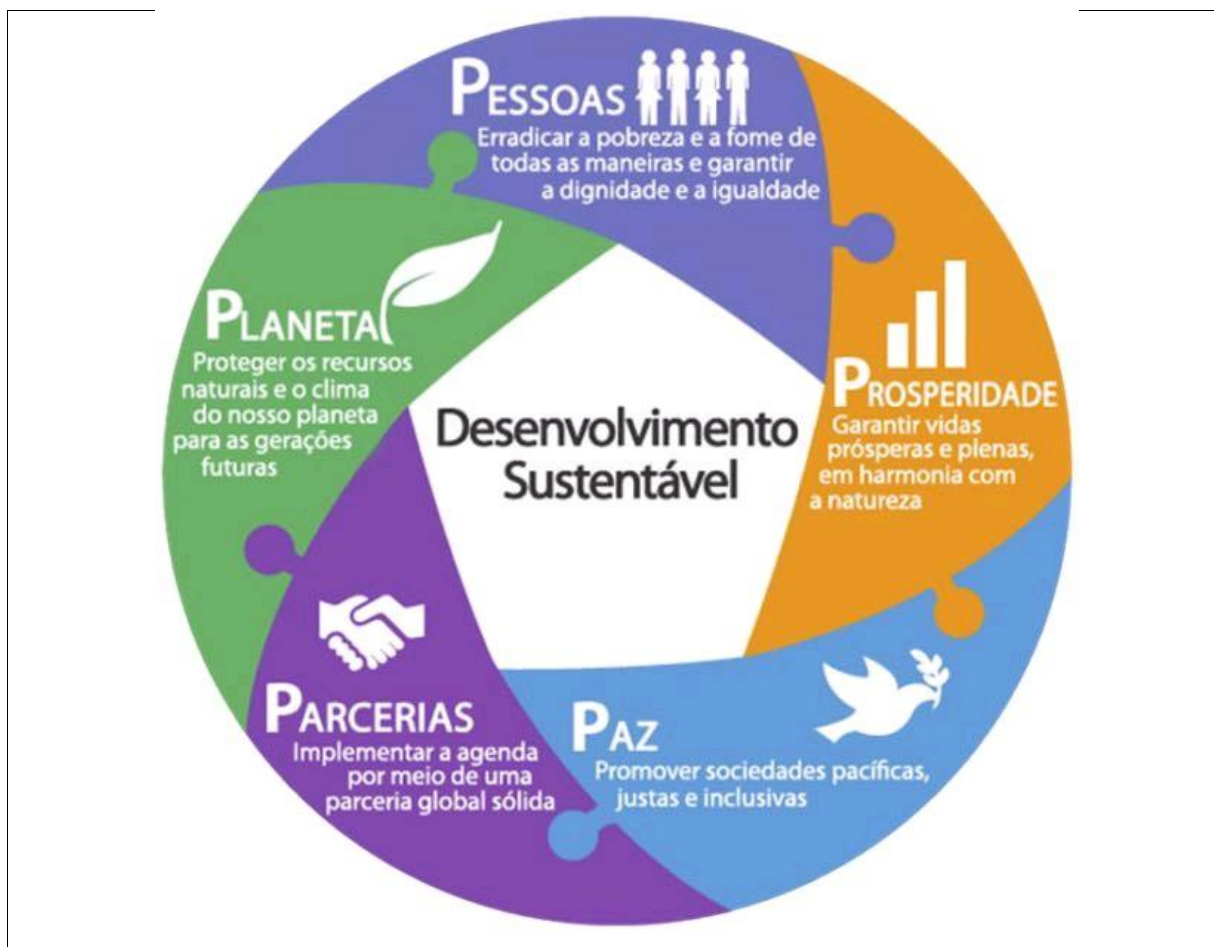 PESSOAS
Erradicar a pobreza e a fome de
todas as maneiras e garantir
a dignidade e a igualdade
PROSPERIDADE
Garantir vidas
prósperas e plenas,
em harmonia com
a natureza
PAZ
Promover sociedades pacíficas,
justas e inclusivas
PARCERIAS
Implementar a agenda
por meio de uma
parceria global sólida
PLANETA
Proteger os recursos
naturais e o clima
do nosso planeta
para as gerações
futuras
Desenvolvimento
Sustentável